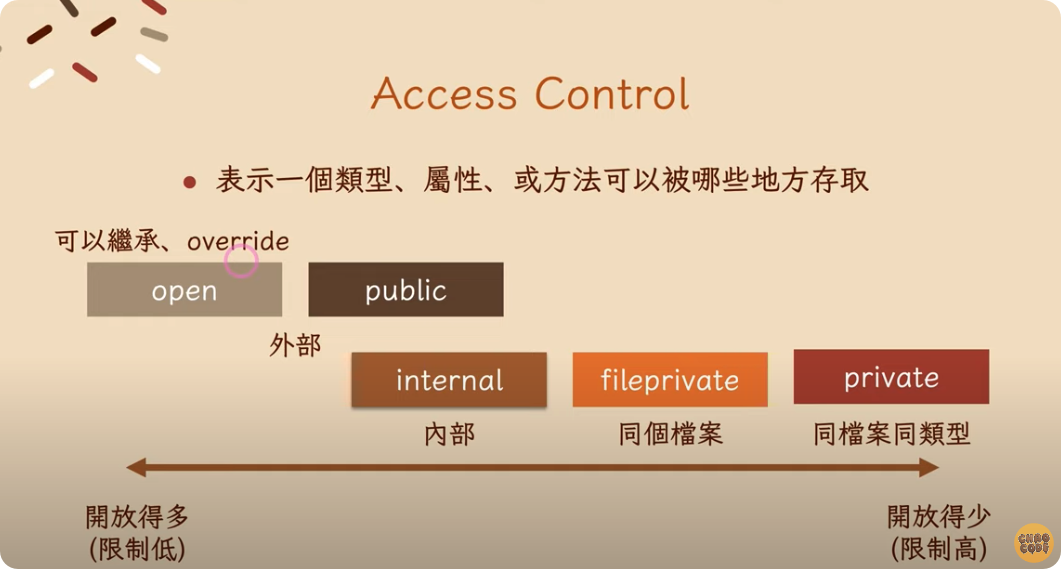 Access Control
表示一個類型、屬性、或方法可以被哪些地方存取
可以繼承、override
open
public
外部
internal
fileprivate
private
內部
同個檔案
同檔案同類型
開放得多
(限制低)
開放得少
(限制高)
CHAO
CODE